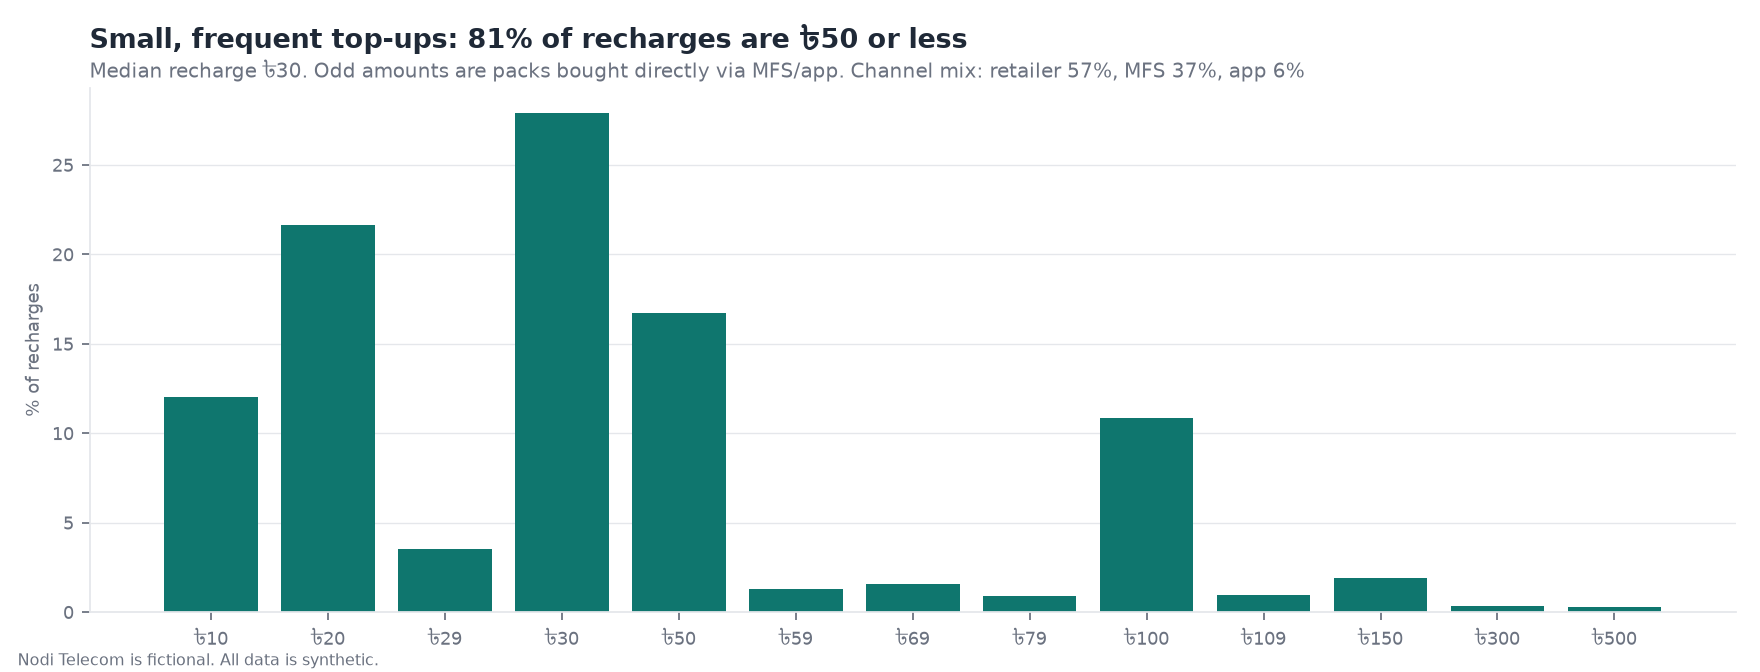 Small, frequent top-ups: 81% of recharges are ৳50 or less
Median recharge ৳30. Odd amounts are packs bought directly via MFS/app. Channel mix: retailer 57%, MFS 37%, app 6%
% of recharges
25
20
15
10
5
0
৳10 ৳20 ৳29 ৳30 ৳50 ৳59 ৳69 ৳79 ৳100 ৳109 ৳150 ৳300 ৳500
Nodi Telecom is fictional. All data is synthetic.